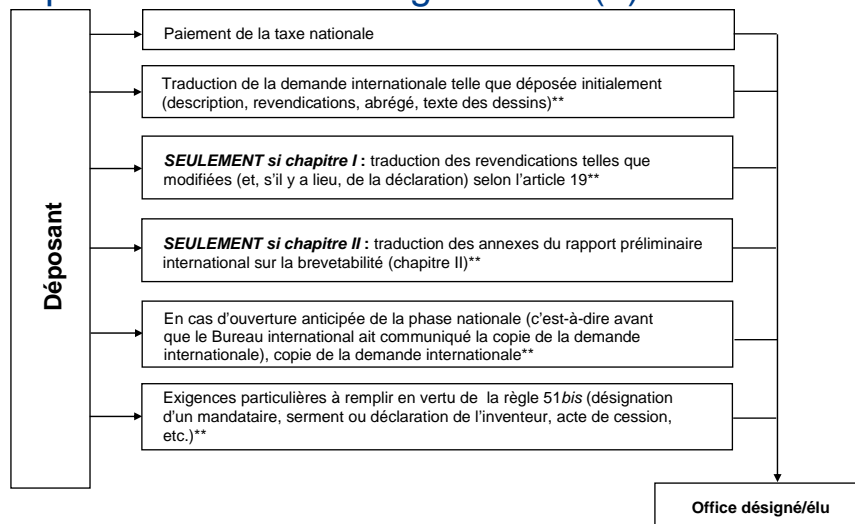 Paiement de la taxe nationale
Traduction de la demande internationale telle que déposée initialement
(description, revendications, abrégé, texte des dessins)**
SEULEMENT si chapitre I : traduction des revendications telles que
modifiées (et, s'il y a lieu, de la déclaration) selon l'article 19**
Déposant
SEULEMENT si chapitre II : traduction des annexes du rapport préliminaire
international sur la brevetabilité (chapitre II)**
En cas d'ouverture anticipée de la phase nationale (c'est-à-dire avant
que le Bureau international ait communiqué la copie de la demande
internationale), copie de la demande internationale**
Exigences particulières à remplir en vertu de la règle 51bis (désignation
d'un mandataire, serment ou déclaration de l'inventeur, acte de cession,
etc.)**
Office désigné/élu